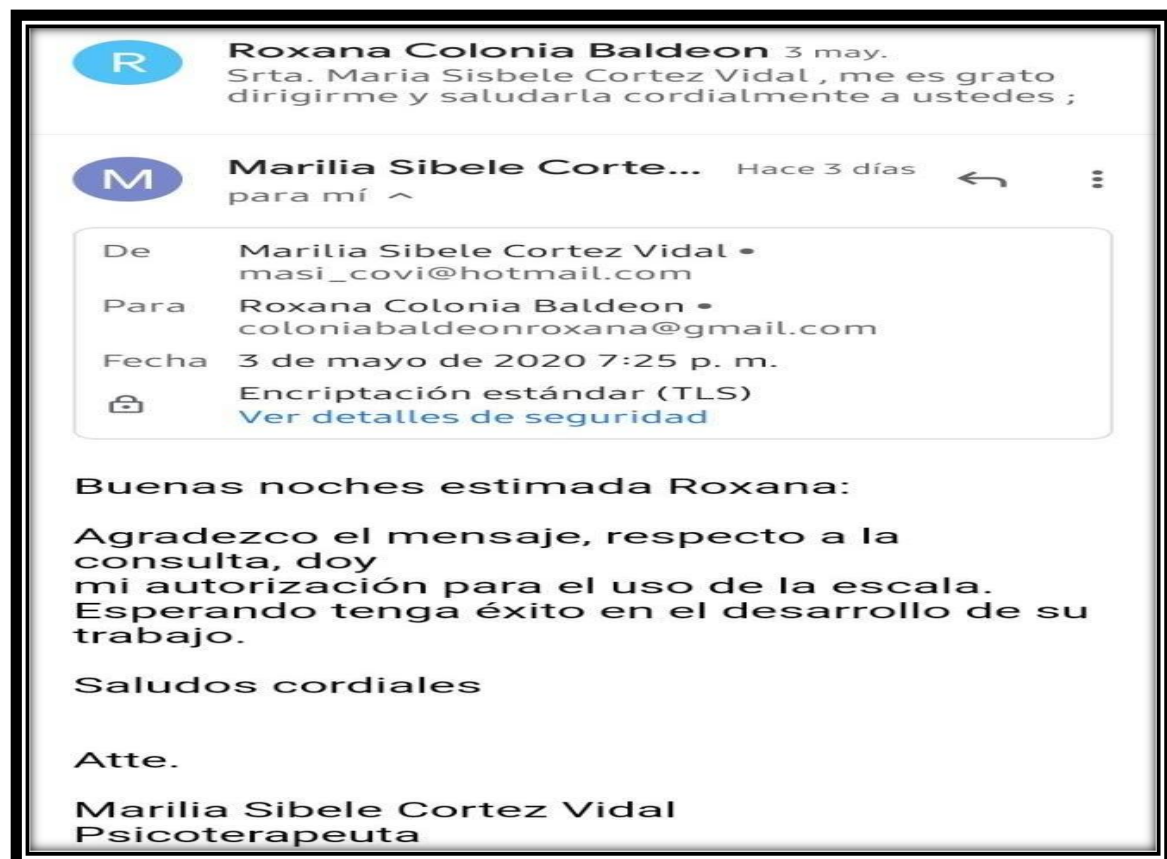 R
Roxana Colonia Baldeon 3 may.
Srta. Maria Sisbele Cortez Vidal , me es grato
dirigirme y saludarla cordialmente a ustedes ;
M
Marilia Sibele Corte... Hace 3 días
para mí
De Marilia Sibele Cortez Vidal •
masi_covi@hotmail.com
Para Roxana Colonia Baldeon •
coloniabaldeonroxana@gmail.com
Fecha 3 de mayo de 2020 7:25 p. m.
Encriptación estándar (TLS)
Ver detalles de seguridad
Buenas noches estimada Roxana:
Agradezco el mensaje, respecto a la
consulta, doy
mi autorización para el uso de la escala.
Esperando tenga éxito en el desarrollo de su
trabajo.
Saludos cordiales
Atte.
Marilia Sibele Cortez Vidal
Psicoterapeuta